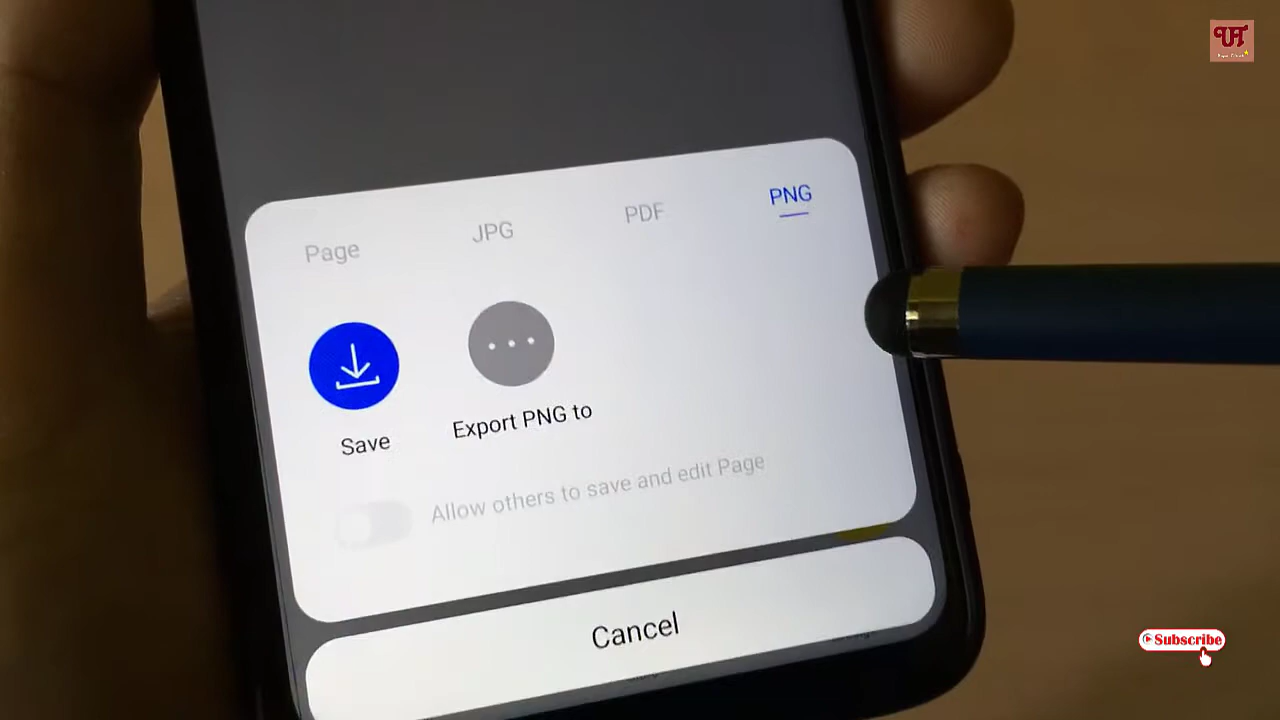 Page
JPG
PDF
PNG
Save
Export PNG to
Allow others to save and edit Page
Cancel
Subscribe